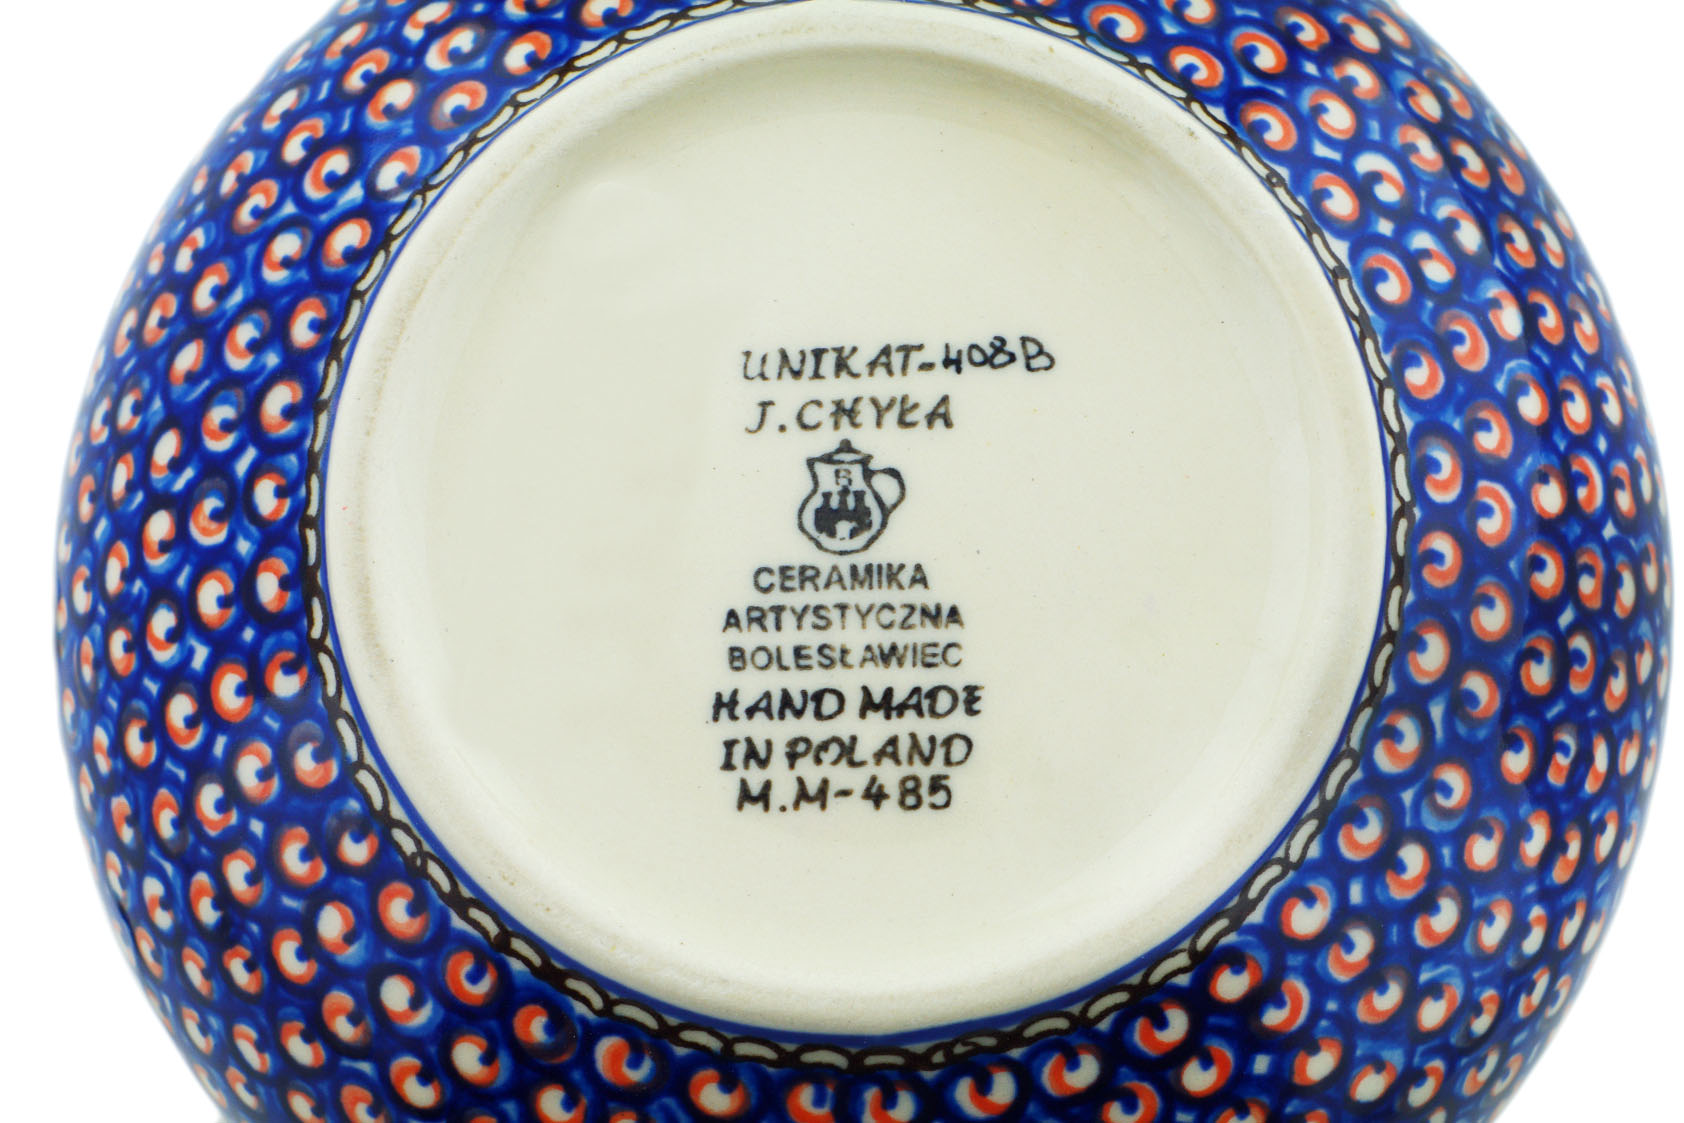 UNIKAT-408B
J.CHYŁA
B
CERAMIKA
ARTYSTYCZNA
BOLESŁAWIEC
HAND MADE
IN POLAND
M.M-485